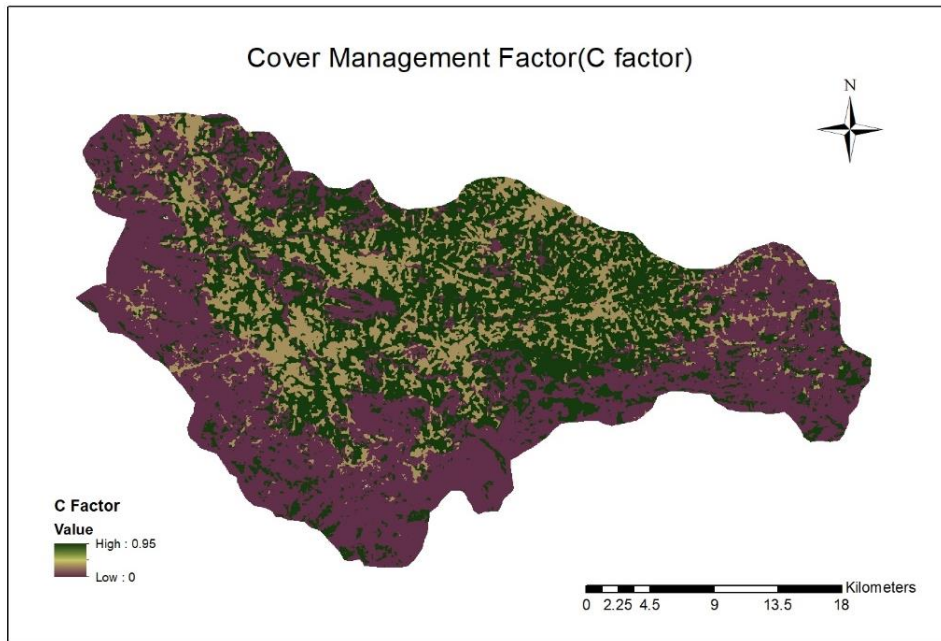 Cover Management Factor(C factor)
N
C Factor
Value
High : 0.95
Low : 0
Kilometers
0 2.25 4.5 9 13.5 18